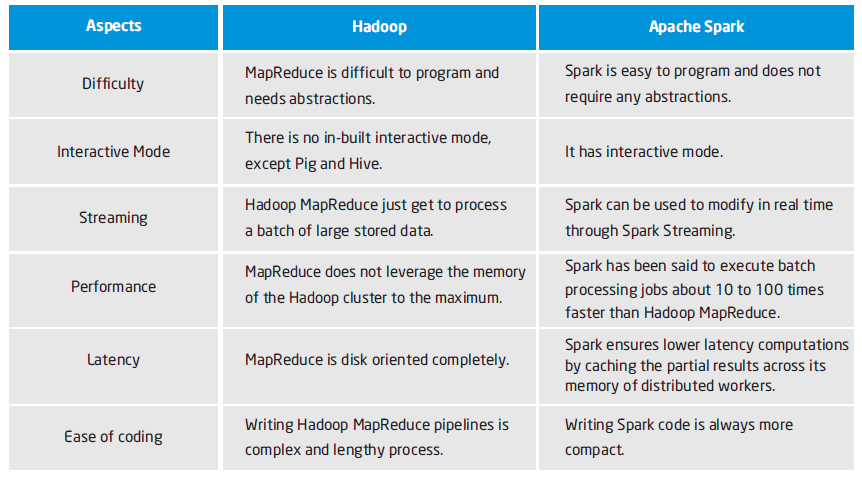 Aspects
Hadoop
Apache Spark
Difficulty
MapReduce is difficult to program and
needs abstractions.
Spark is easy to program and does not
require any abstractions.
Interactive Mode
There is no in-built interactive mode,
except Pig and Hive.
It has interactive mode.
Streaming
Hadoop MapReduce just get to process
a batch of large stored data.
Spark can be used to modify in real time
through Spark Streaming.
Performance
MapReduce does not leverage the memory
of the Hadoop cluster to the maximum.
Spark has been said to execute batch
processing jobs about 10 to 100 times
faster than Hadoop MapReduce.
Latency
MapReduce is disk oriented completely.
Spark ensures lower latency computations
by caching the partial results across its
memory of distributed workers.
Ease of coding
Writing Hadoop MapReduce pipelines is
complex and lengthy process.
Writing Spark code is always more
compact.